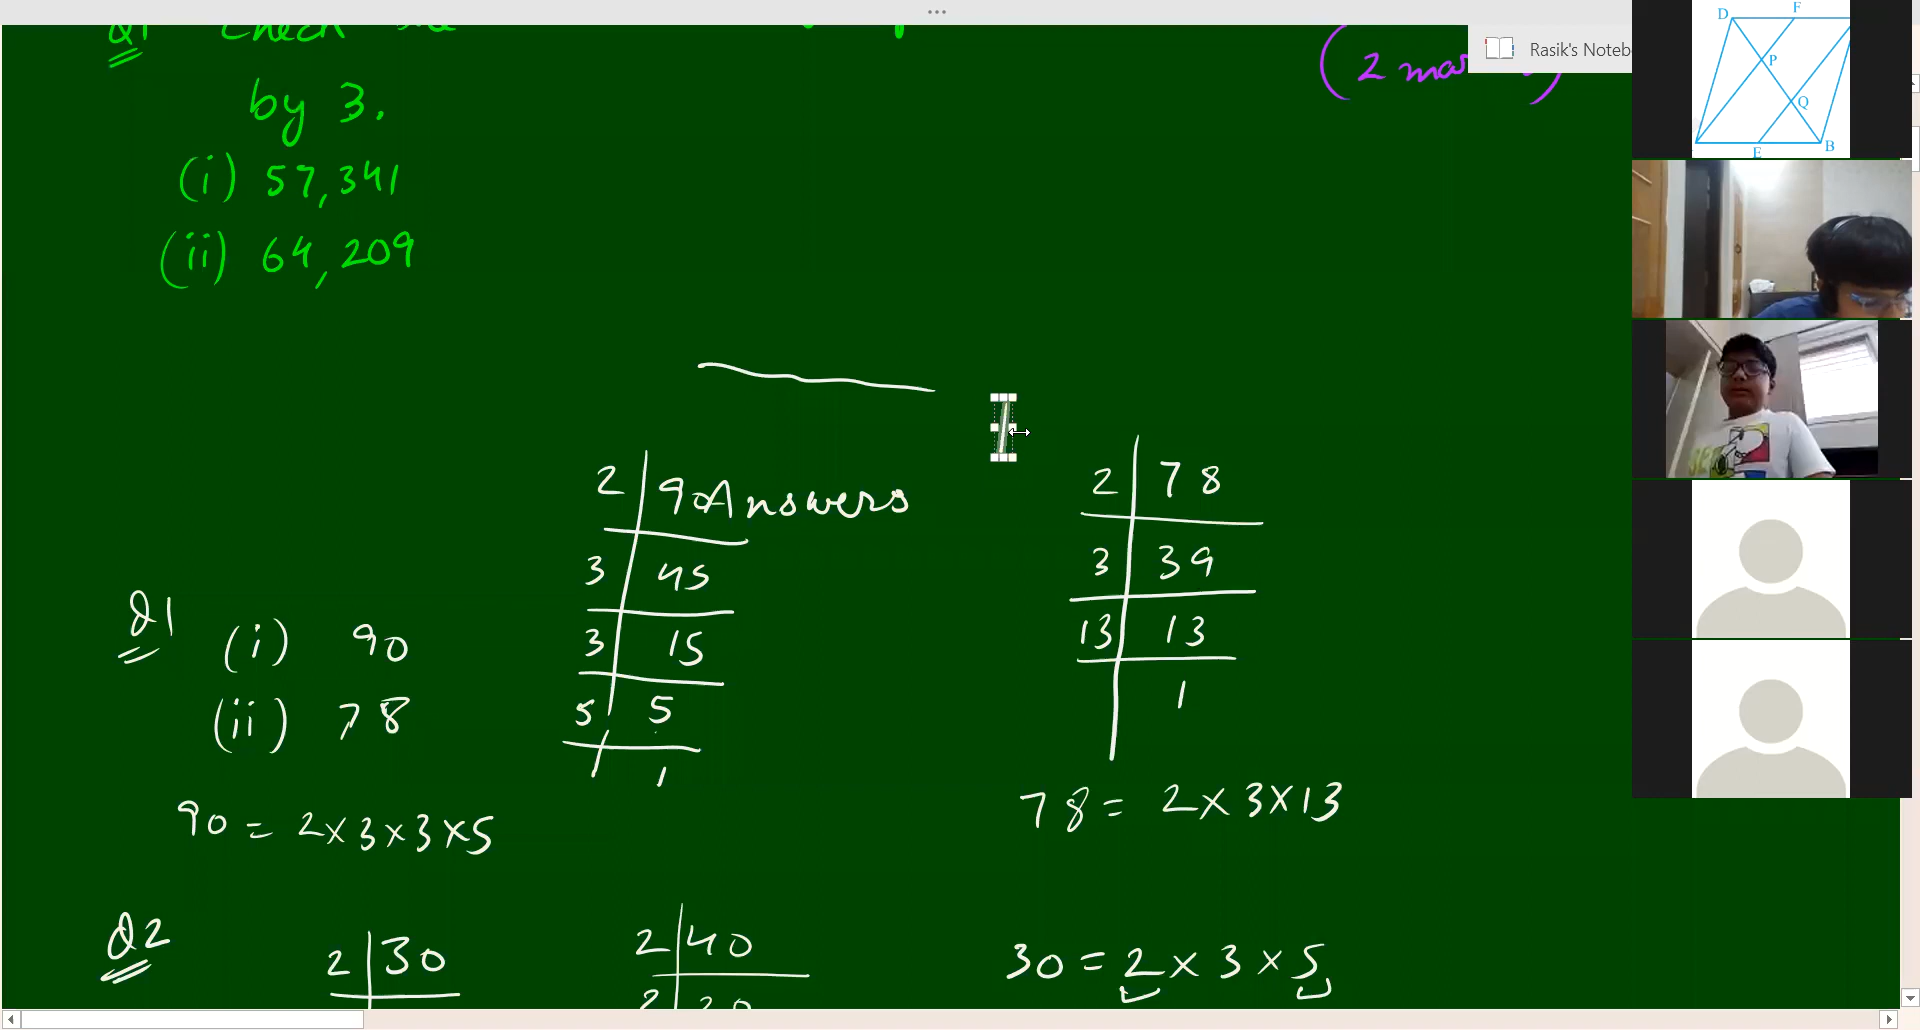 Rasik's Noteb
by 3.
(i) 57,341
(ii) 64,209
2 | 90 Answers
3 | 45
3 | 15
5 | 5
1
2 | 78
3 | 39
13 | 13
1
Q1 (i) 90
(ii) 78
90 = 2×3×3×5
78 = 2×3×13
Q2
2 | 30
2 | 40
2 | 20
30 = 2 × 3 × 5
D F
P
Q
E B